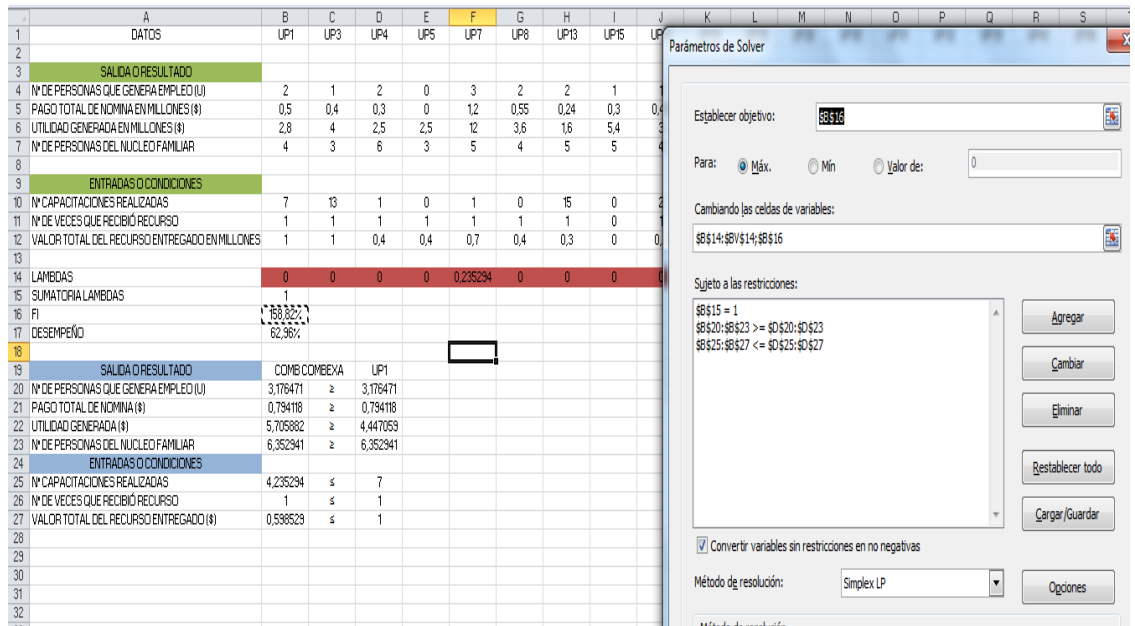 A B C D E F G H I J K L M N O P Q R S
1 DATOS UP1 UP3 UP4 UP5 UP7 UP8 UP13 UP15
2
3 SALIDA O RESULTADO
4 Nº DE PERSONAS QUE GENERA EMPLEO (U) 2 1 2 0 3 2 2 1
5 PAGO TOTAL DE NOMINA EN MILLONES ($) 0,5 0,4 0,3 0 1,2 0,55 0,24 0,3
6 UTILIDAD GENERADA EN MILLONES ($) 2,8 4 2,5 2,5 12 3,6 1,6 5,4
7 Nº DE PERSONAS DEL NUCLEO FAMILIAR 4 3 6 3 5 4 5 5
8
9 ENTRADAS O CONDICIONES
10 Nº CAPACITACIONES REALIZADAS 7 13 1 0 1 0 15 0
11 Nº DE VECES QUE RECIBIÓ RECURSO 1 1 1 1 1 1 1 0
12 VALOR TOTAL DEL RECURSO ENTREGADO EN MILLONES 1 1 0,4 0,4 0,7 0,4 0,3 0
13
14 LAMBDAS 0 0 0 0 0,235294 0 0 0
15 SUMATORIA LAMBDAS 1
16 FI 158,82%
17 DESEMPEÑO 62,96%
18
19 SALIDA O RESULTADO COMB COMBEXA UP1
20 Nº DE PERSONAS QUE GENERA EMPLEO (U) 3,176471 ≥ 3,176471
21 PAGO TOTAL DE NOMINA ($) 0,794118 ≥ 0,794118
22 UTILIDAD GENERADA ($) 5,705882 ≥ 4,447059
23 Nº DE PERSONAS DEL NUCLEO FAMILIAR 6,352941 ≥ 6,352941
24 ENTRADAS O CONDICIONES
25 Nº CAPACITACIONES REALIZADAS 4,235294 ≤ 7
26 Nº DE VECES QUE RECIBIÓ RECURSO 1 ≤ 1
27 VALOR TOTAL DEL RECURSO ENTREGADO ($) 0,598529 ≤ 1
28
29
30
31
32
Parámetros de Solver
Establecer objetivo: $B$16
Para: Máx. Mín Valor de: 0
Cambiando las celdas de variables:
$B$14:$BV$14;$B$16
Sujeto a las restricciones:
$B$15 = 1
$B$20:$B$23 >= $D$20:$D$23
$B$25:$B$27 <= $D$25:$D$27
Agregar
Cambiar
Eliminar
Restablecer todo
Cargar/Guardar
Convertir variables sin restricciones en no negativas
Método de resolución: Simplex LP Opciones